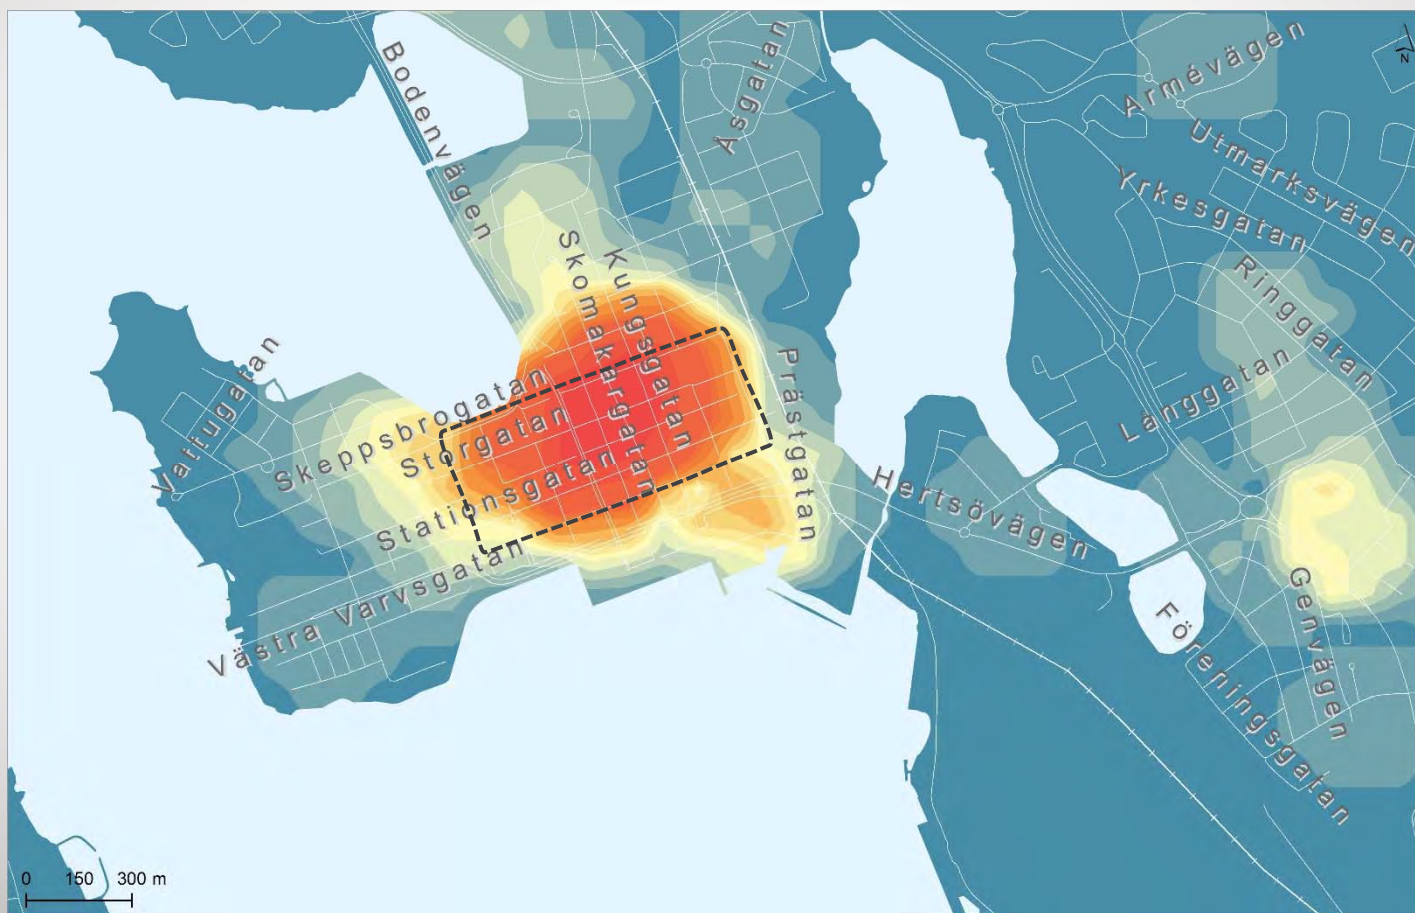 Bodenvägen
Åsgatan
Armévägen
N
Utmarksvägen
Yrkesgatan
Ringgatan
Skomakargatan
Kungsgatan
Långgatan
Prästgatan
Vattugatan
Skeppsbrogatan
Storgatan
Stationsgatan
Hertsövägen
Västra Varvsgatan
Genvägen
Föreningsgatan
0 150 300 m